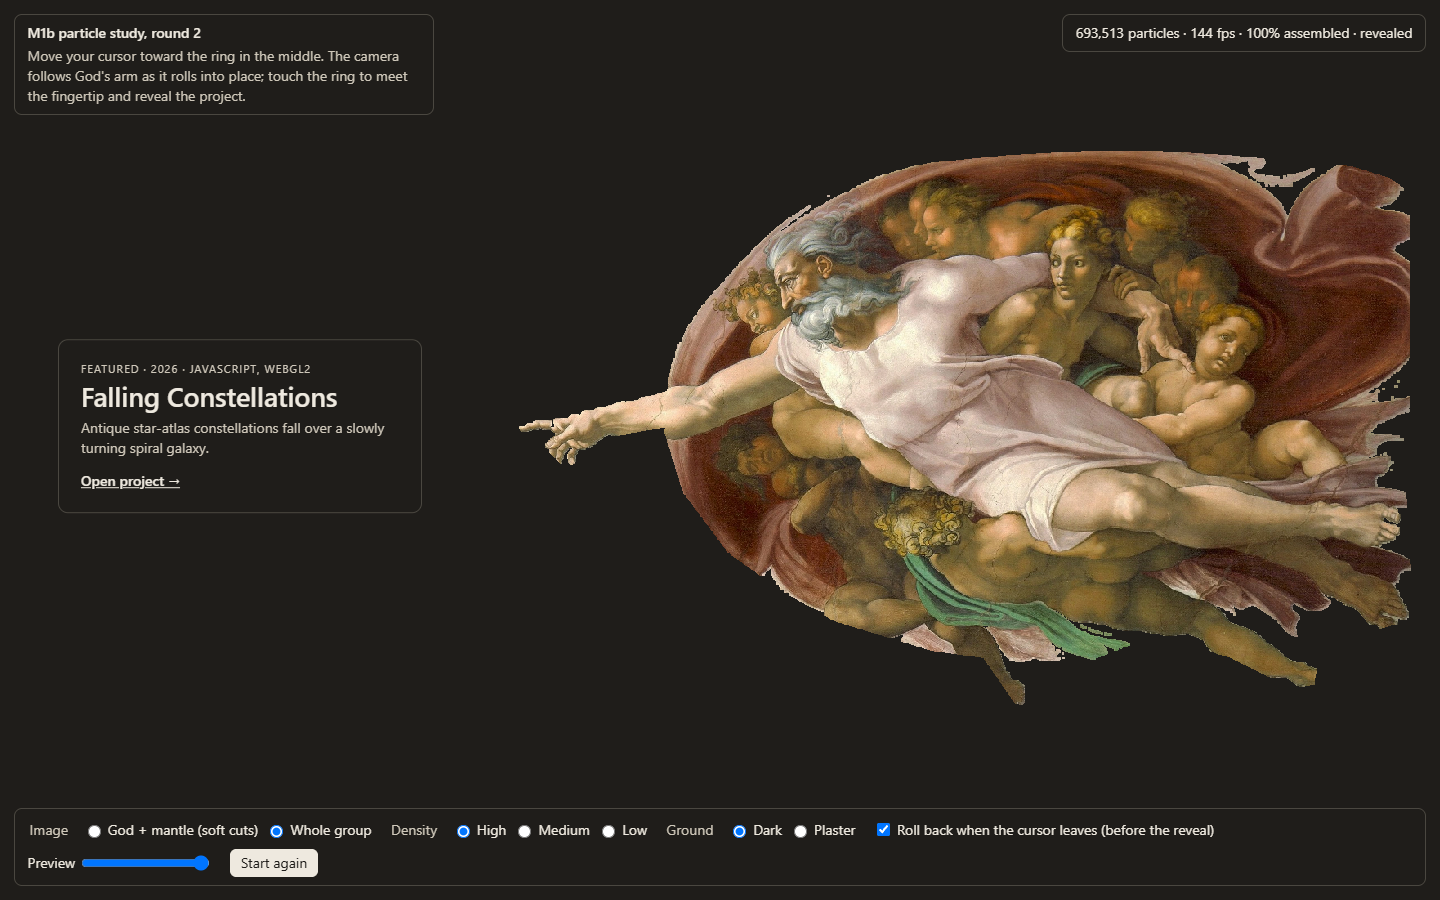 M1b particle study, round 2
Move your cursor toward the ring in the middle. The camera
follows God's arm as it rolls into place; touch the ring to meet
the fingertip and reveal the project.
693,513 particles · 144 fps · 100% assembled · revealed
FEATURED · 2026 · JAVASCRIPT, WEBGL2
Falling Constellations
Antique star-atlas constellations fall over a slowly
turning spiral galaxy.
Open project →
Image God + mantle (soft cuts) Whole group Density High Medium Low Ground Dark Plaster Roll back when the cursor leaves (before the reveal)
Preview Start again